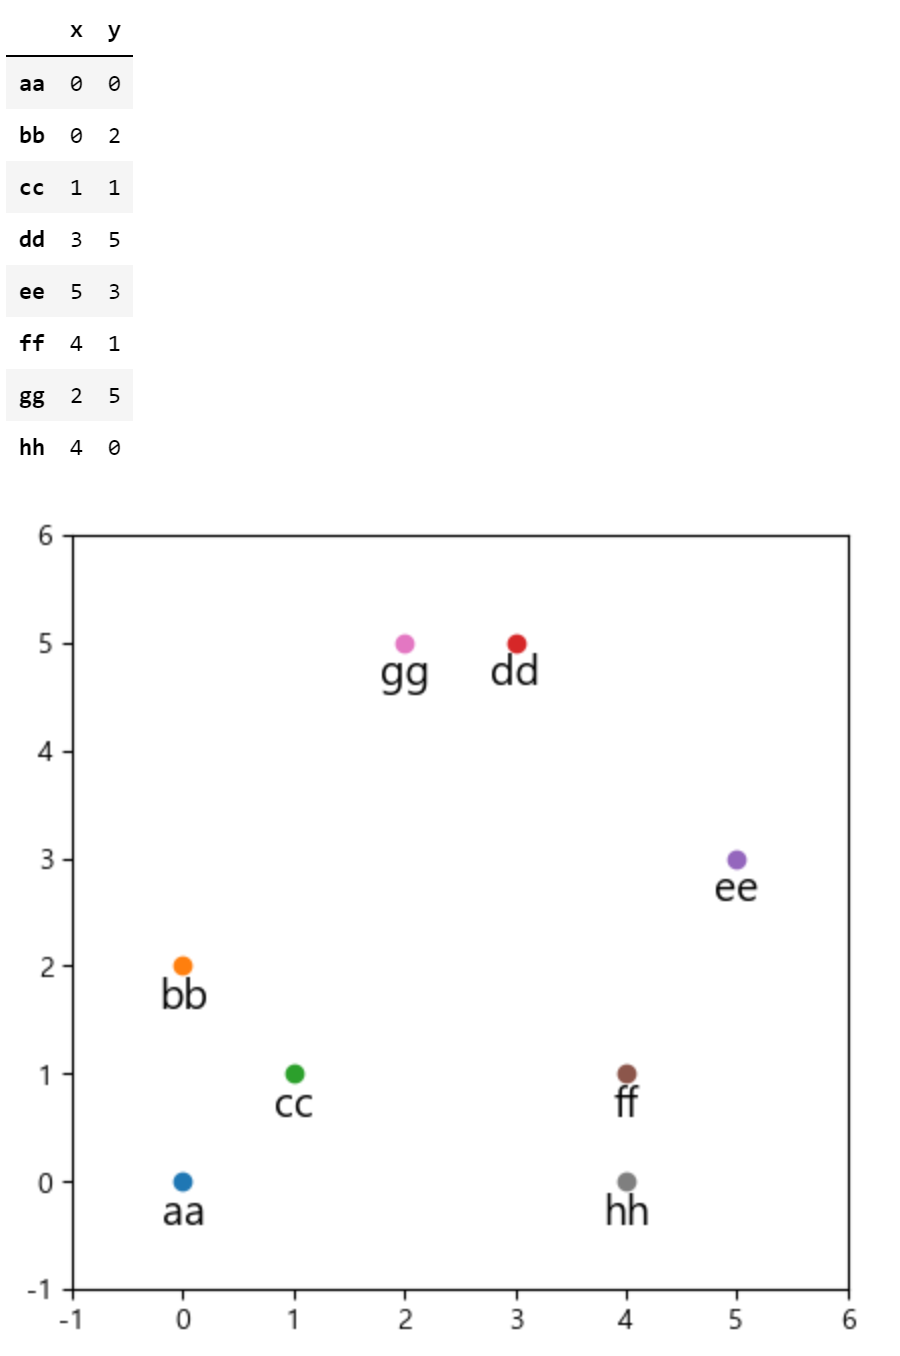 x y
aa 0 0
bb 0 2
cc 1 1
dd 3 5
ee 5 3
ff 4 1
gg 2 5
hh 4 0
6
5
gg dd
4
3
ee
2
bb
1
cc ff
0
aa hh
-1
-1 0 1 2 3 4 5 6